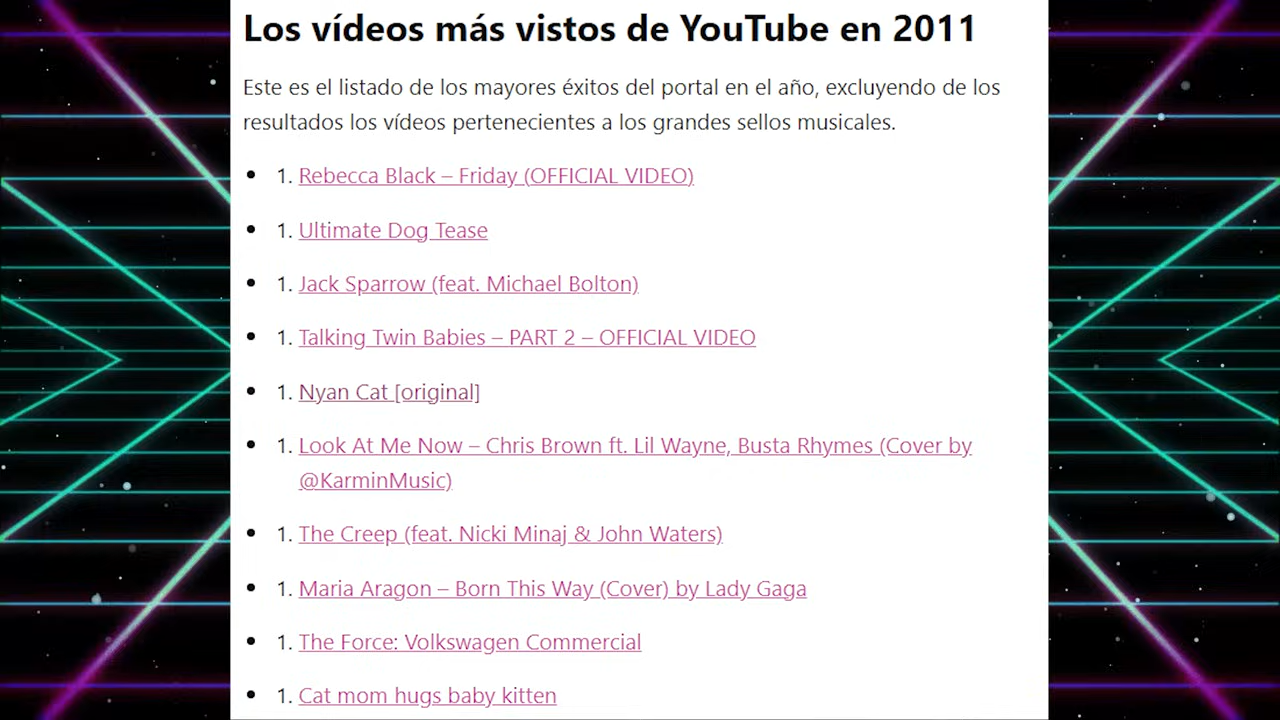 Los vídeos más vistos de YouTube en 2011
Este es el listado de los mayores éxitos del portal en el año, excluyendo de los
resultados los vídeos pertenecientes a los grandes sellos musicales.
• 1. Rebecca Black – Friday (OFFICIAL VIDEO)
• 1. Ultimate Dog Tease
• 1. Jack Sparrow (feat. Michael Bolton)
• 1. Talking Twin Babies – PART 2 – OFFICIAL VIDEO
• 1. Nyan Cat [original]
• 1. Look At Me Now – Chris Brown ft. Lil Wayne, Busta Rhymes (Cover by
@KarminMusic)
• 1. The Creep (feat. Nicki Minaj & John Waters)
• 1. Maria Aragon – Born This Way (Cover) by Lady Gaga
• 1. The Force: Volkswagen Commercial
• 1. Cat mom hugs baby kitten